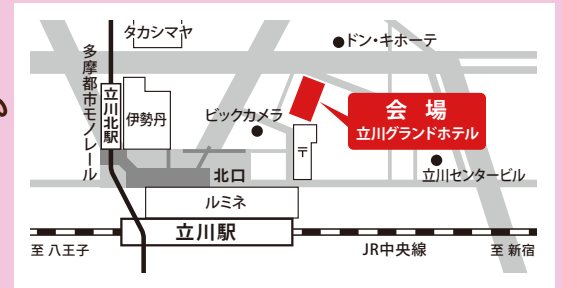 タカシマヤ
ドン・キホーテ
多摩都市モノレール
立川北駅
伊勢丹
ビックカメラ
会場
立川グランドホテル
〒
立川センタービル
北口
ルミネ
立川駅
至 八王子
JR中央線
至 新宿